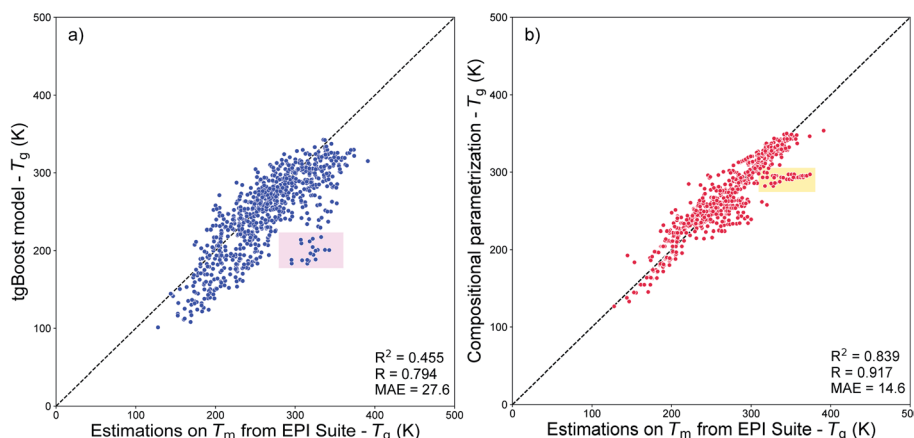 a)
500
400
300
200
100
0
tgBoost model - Tg (K)
R² = 0.455
R = 0.794
MAE = 27.6
0 100 200 300 400 500
Estimations on Tm from EPI Suite - Tg (K)
b)
500
400
300
200
100
0
Compositional parametrization - Tg (K)
R² = 0.839
R = 0.917
MAE = 14.6
0 100 200 300 400 500
Estimations on Tm from EPI Suite - Tg (K)